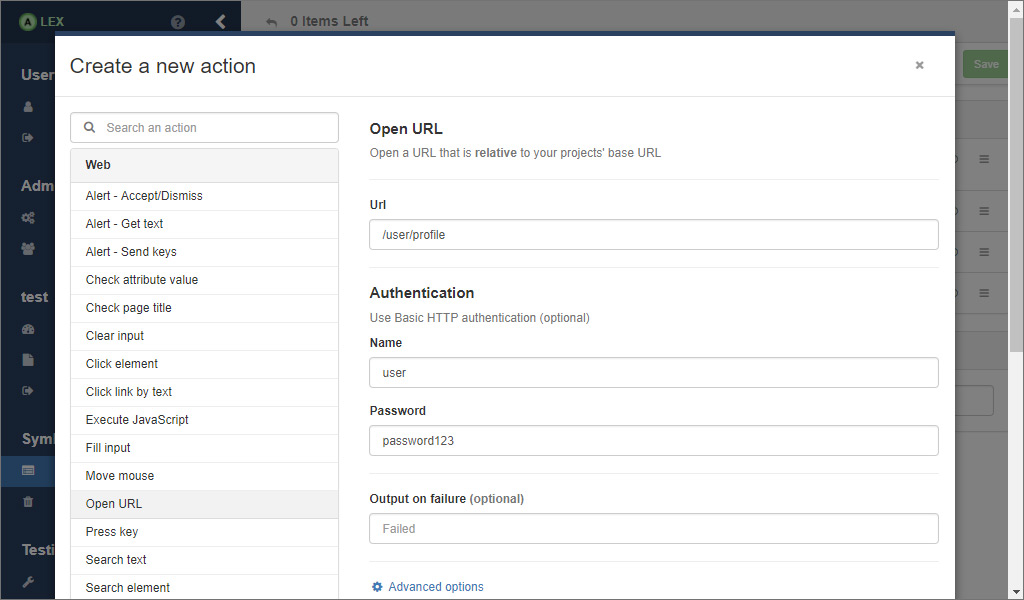 A LEX
0 Items Left
User
Create a new action
×
Save
Search an action
Open URL
Open a URL that is relative to your projects' base URL
Web
Adm
Alert - Accept/Dismiss
Url
Alert - Get text
/user/profile
Alert - Send keys
Check attribute value
test
Authentication
Check page title
Use Basic HTTP authentication (optional)
Clear input
Name
Click element
user
Click link by text
Password
Execute JavaScript
Syml
Fill input
password123
Move mouse
Open URL
Output on failure (optional)
Press key
Failed
Testi
Search text
Search element
Advanced options